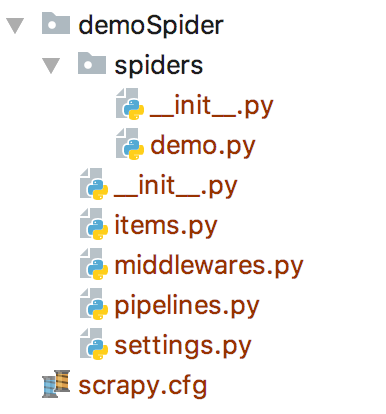 demoSpider
spiders
__init__.py
demo.py
__init__.py
items.py
middlewares.py
pipelines.py
settings.py
scrapy.cfg